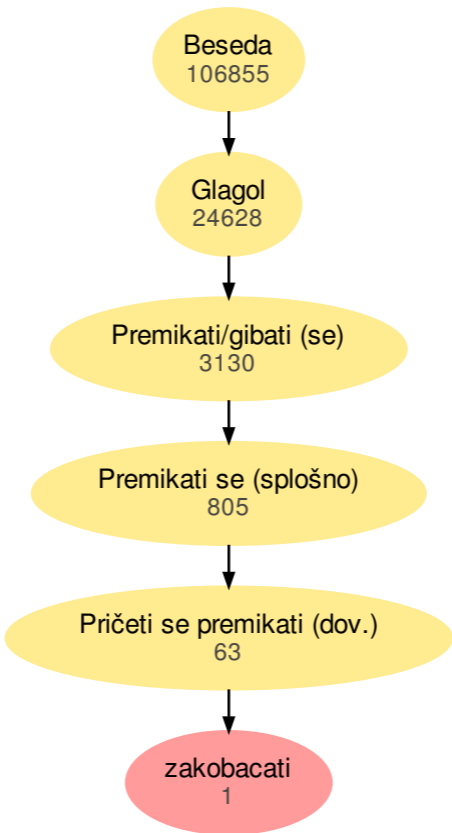 Beseda
106855
Glagol
24628
Premikati/gibati (se)
3130
Premikati se (splošno)
805
Pričeti se premikati (dov.)
63
zakobacati
1